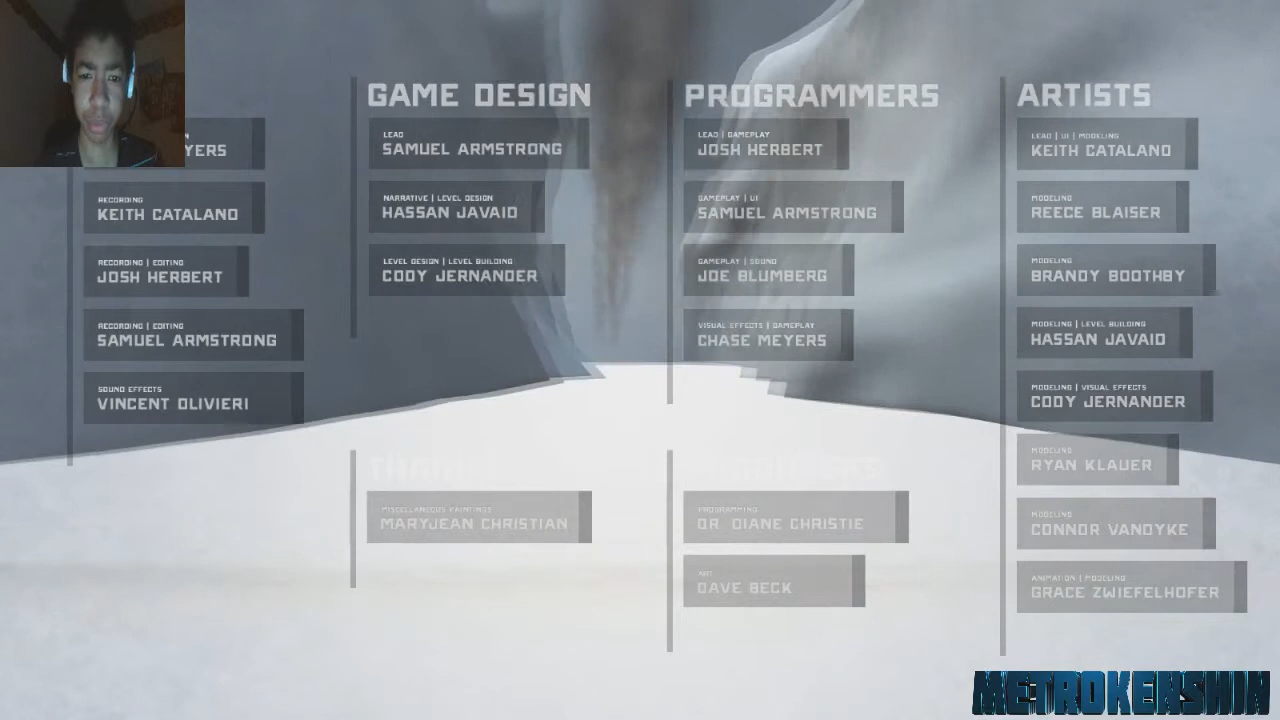 YERS
RECORDING
KEITH CATALANO
RECORDING | EDITING
JOSH HERBERT
RECORDING | EDITING
SAMUEL ARMSTRONG
SOUND EFFECTS
VINCENT OLIVIERI
GAME DESIGN
LEAD
SAMUEL ARMSTRONG
NARRATIVE | LEVEL DESIGN
HASSAN JAVAID
LEVEL DESIGN | LEVEL BUILDING
CODY JERNANDER
MISCELLANEOUS PAINTINGS
MARYJEAN CHRISTIAN
PROGRAMMERS
LEAD | GAMEPLAY
JOSH HERBERT
GAMEPLAY | UI
SAMUEL ARMSTRONG
GAMEPLAY | SOUND
JOE BLUMBERG
VISUAL EFFECTS | GAMEPLAY
CHASE MEYERS
PROGRAMMING
DR DIANE CHRISTIE
ART
DAVE BECK
ARTISTS
LEAD | UI | MODELING
KEITH CATALANO
MODELING
REECE BLAISER
MODELING
BRANDY BOOTHBY
MODELING | LEVEL BUILDING
HASSAN JAVAID
MODELING | VISUAL EFFECTS
CODY JERNANDER
MODELING
RYAN KLAUER
MODELING
CONNOR VANDYKE
ANIMATION | MODELING
GRACE ZWIEFELHOFER
METROKENSHIN